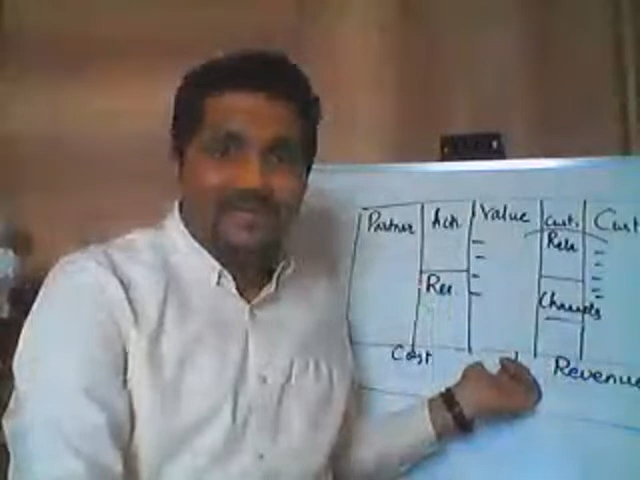 Partner
Act
Value
Cust.
Cust
Rela
Res
Channels
Cost
Revenue